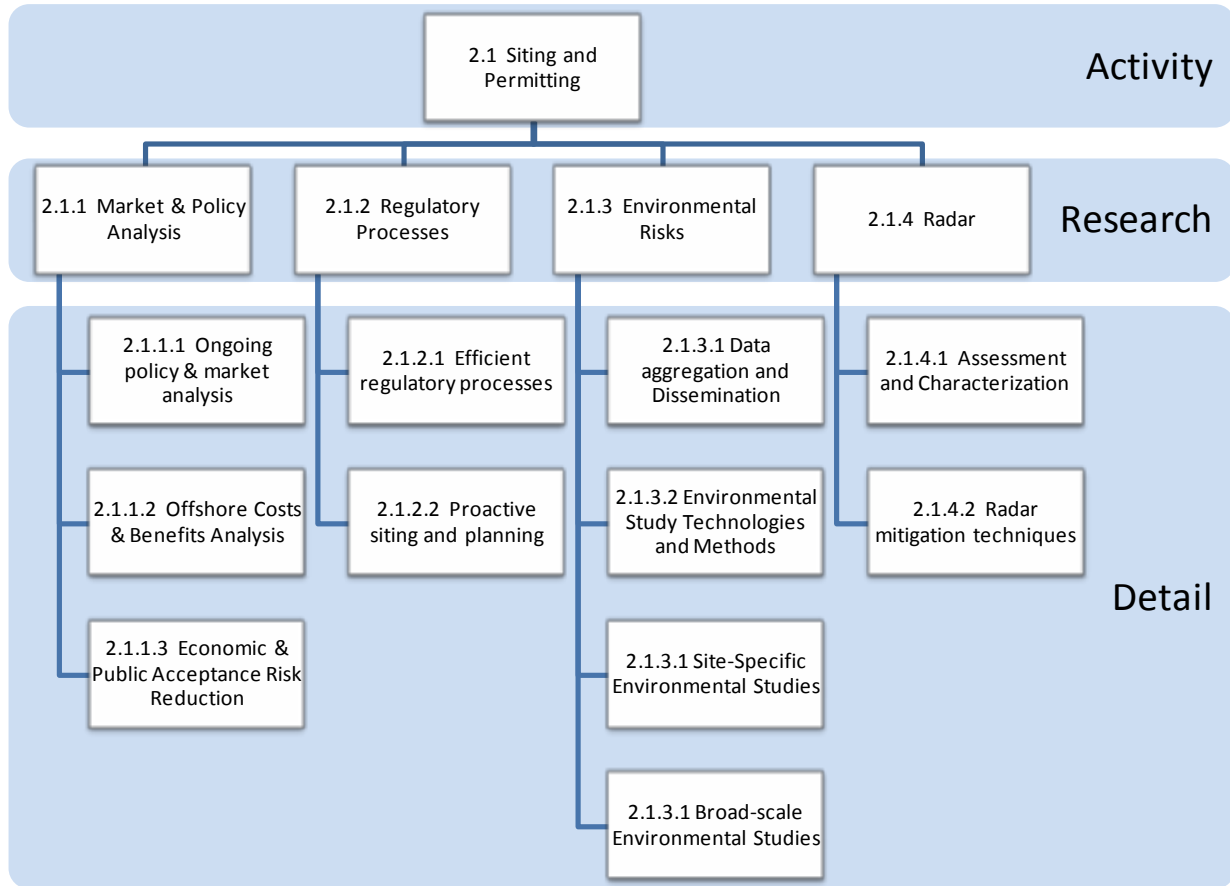 2.1 Siting and
Permitting
Activity
2.1.1 Market & Policy
Analysis
2.1.2 Regulatory
Processes
2.1.3 Environmental
Risks
2.1.4 Radar
Research
2.1.1.1 Ongoing
policy & market
analysis
2.1.2.1 Efficient
regulatory processes
2.1.3.1 Data
aggregation and
Dissemination
2.1.4.1 Assessment
and Characterization
2.1.1.2 Offshore Costs
& Benefits Analysis
2.1.2.2 Proactive
siting and planning
2.1.3.2 Environmental
Study Technologies
and Methods
2.1.4.2 Radar
mitigation techniques
Detail
2.1.1.3 Economic &
Public Acceptance Risk
Reduction
2.1.3.1 Site-Specific
Environmental Studies
2.1.3.1 Broad-scale
Environmental Studies